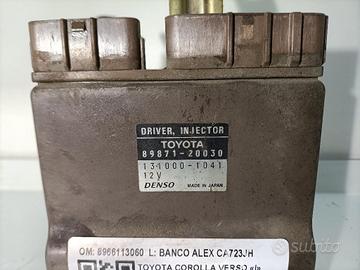 DRIVER, INJECTOR
TOYOTA
89871-20030
131000-1041
12V
DENSO MADE IN JAPAN
OM: 8966113060 L: BANCO ALEX CA723JH
TOYOTA COROLLA VERSO
subito